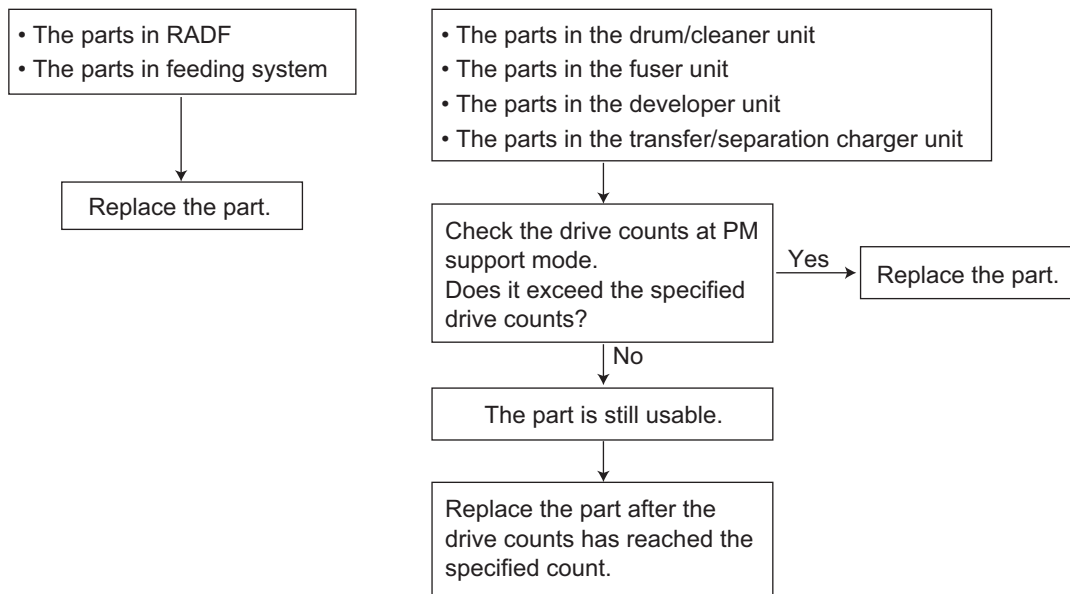 • The parts in RADF
• The parts in feeding system
Replace the part.
• The parts in the drum/cleaner unit
• The parts in the fuser unit
• The parts in the developer unit
• The parts in the transfer/separation charger unit
Check the drive counts at PM
support mode.
Does it exceed the specified
drive counts?
Yes
Replace the part.
No
The part is still usable.
Replace the part after the
drive counts has reached the
specified count.